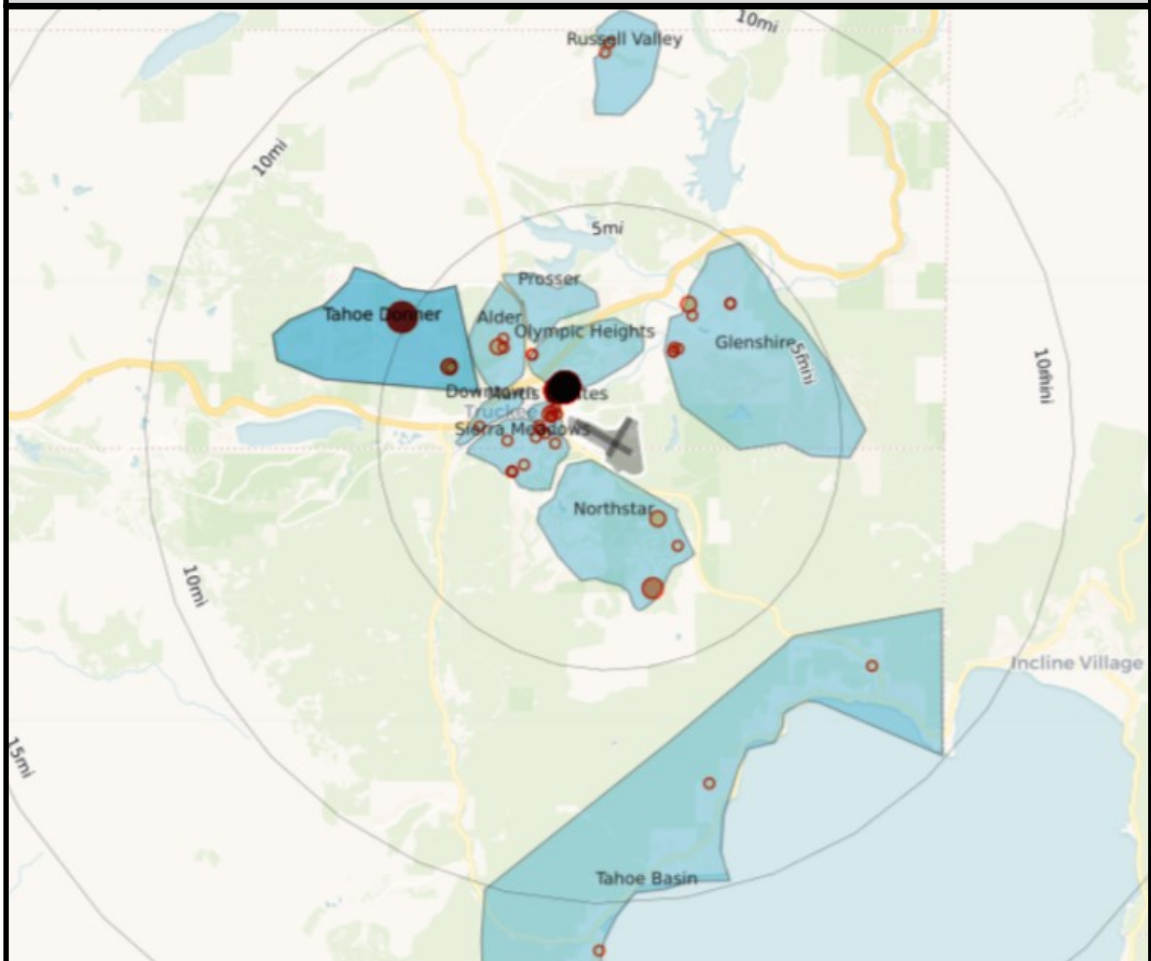 10mi
Russell Valley
10mi
5mi
Prosser
Tahoe Donner
Alder
Olympic Heights
Glenshire
5mi
10mi
Truckee
Sierra Meadows
Northstar
10mi
Incline Village
15mi
Tahoe Basin